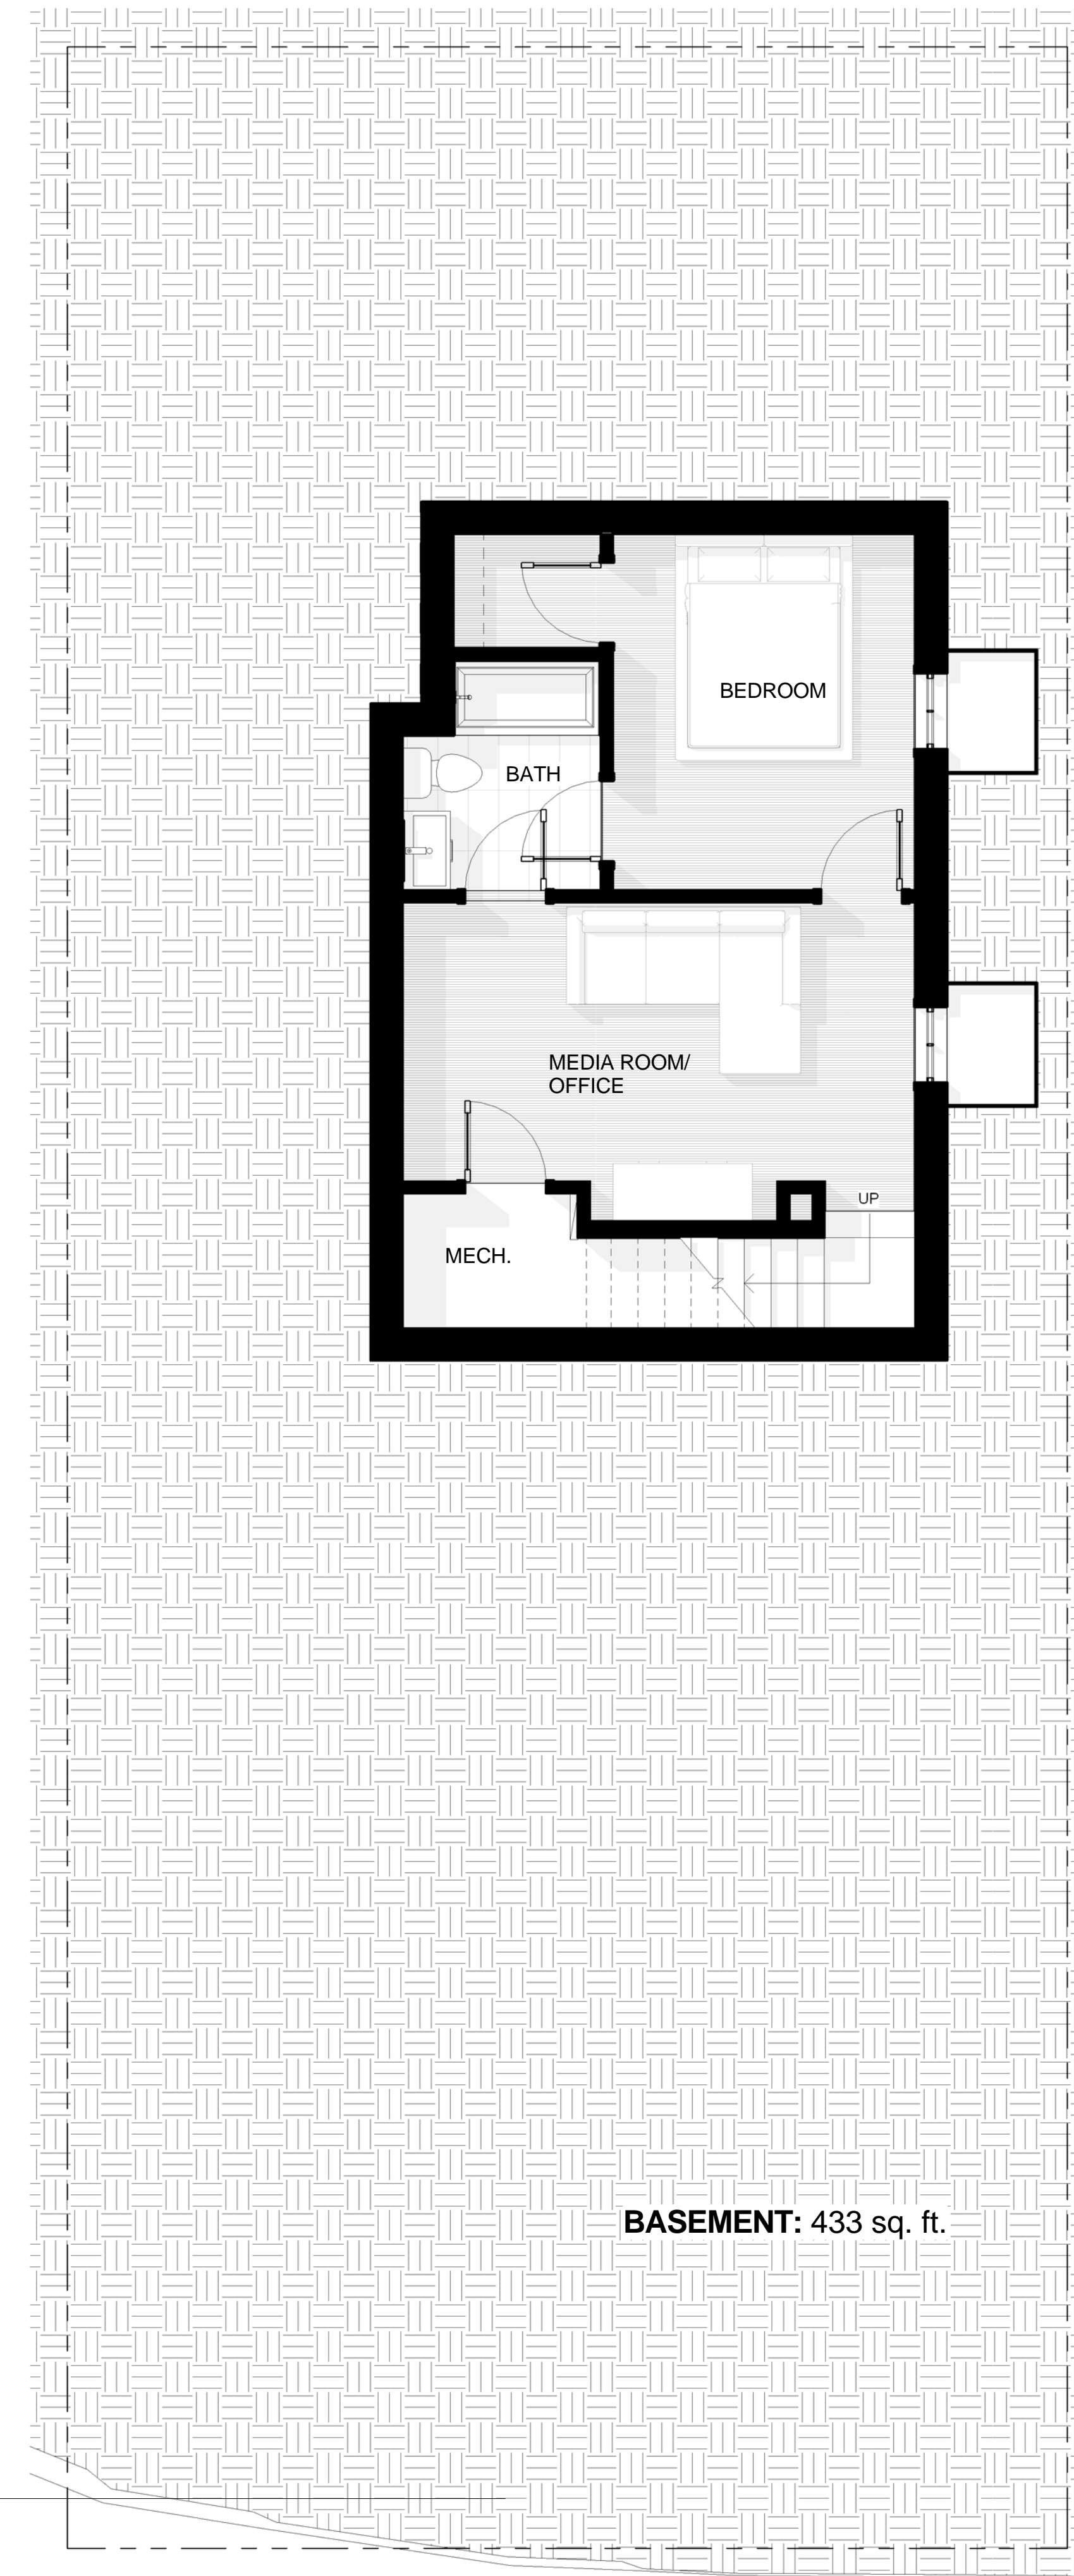 BEDROOM
BATH
MEDIA ROOM/
OFFICE
UP
MECH.
BASEMENT: 433 sq. ft.